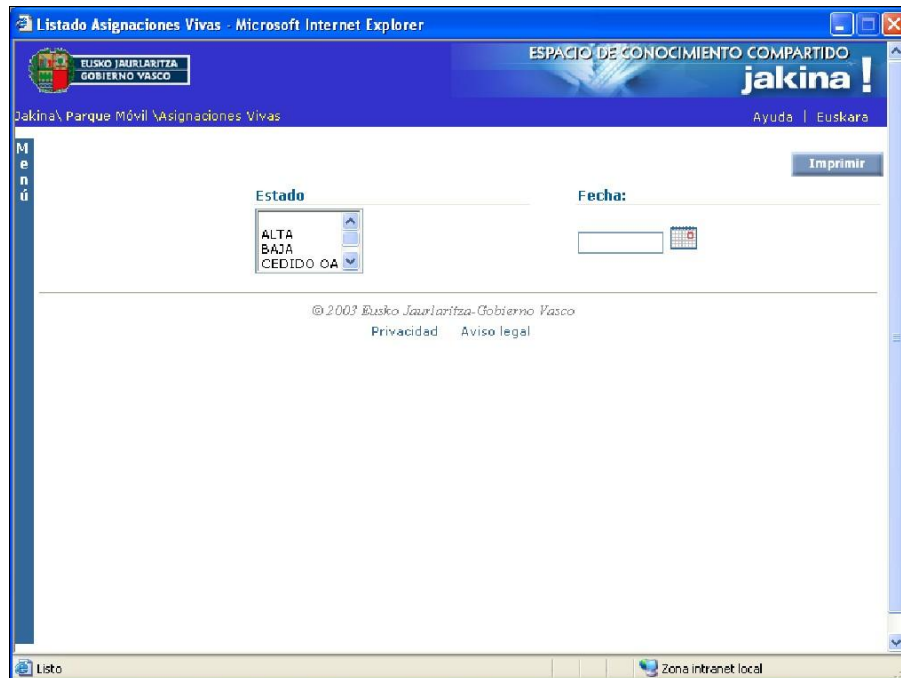 Listado Asignaciones Vivas - Microsoft Internet Explorer
EUSKO JAURLARITZA
GOBIERNO VASCO
ESPACIO DE CONOCIMIENTO COMPARTIDO
jakina!
Jakina\ Parque Móvil \Asignaciones Vivas
Ayuda | Euskara
Menú
Imprimir
Estado
Fecha:
ALTA
BAJA
CEDIDO OA
© 2003 Eusko Jaurlaritza-Gobierno Vasco
Privacidad Aviso legal
Listo
Zona intranet local